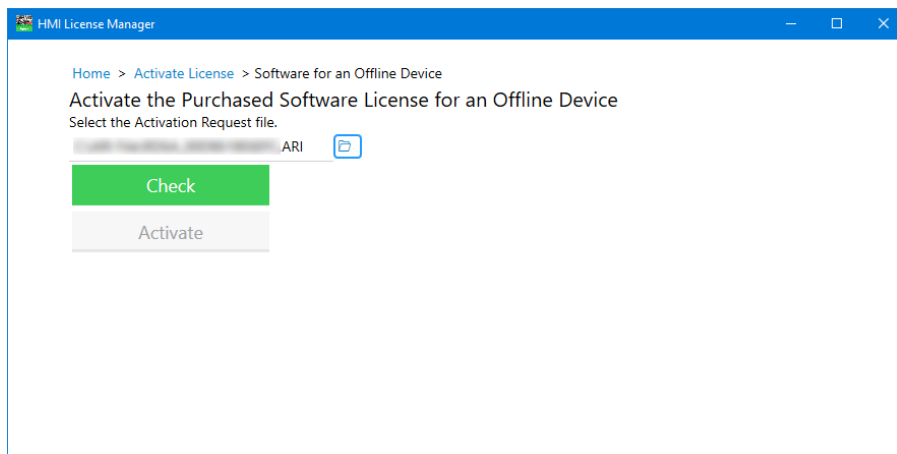 HMI License Manager
Home > Activate License > Software for an Offline Device
Activate the Purchased Software License for an Offline Device
Select the Activation Request file.
.ARI
Check
Activate